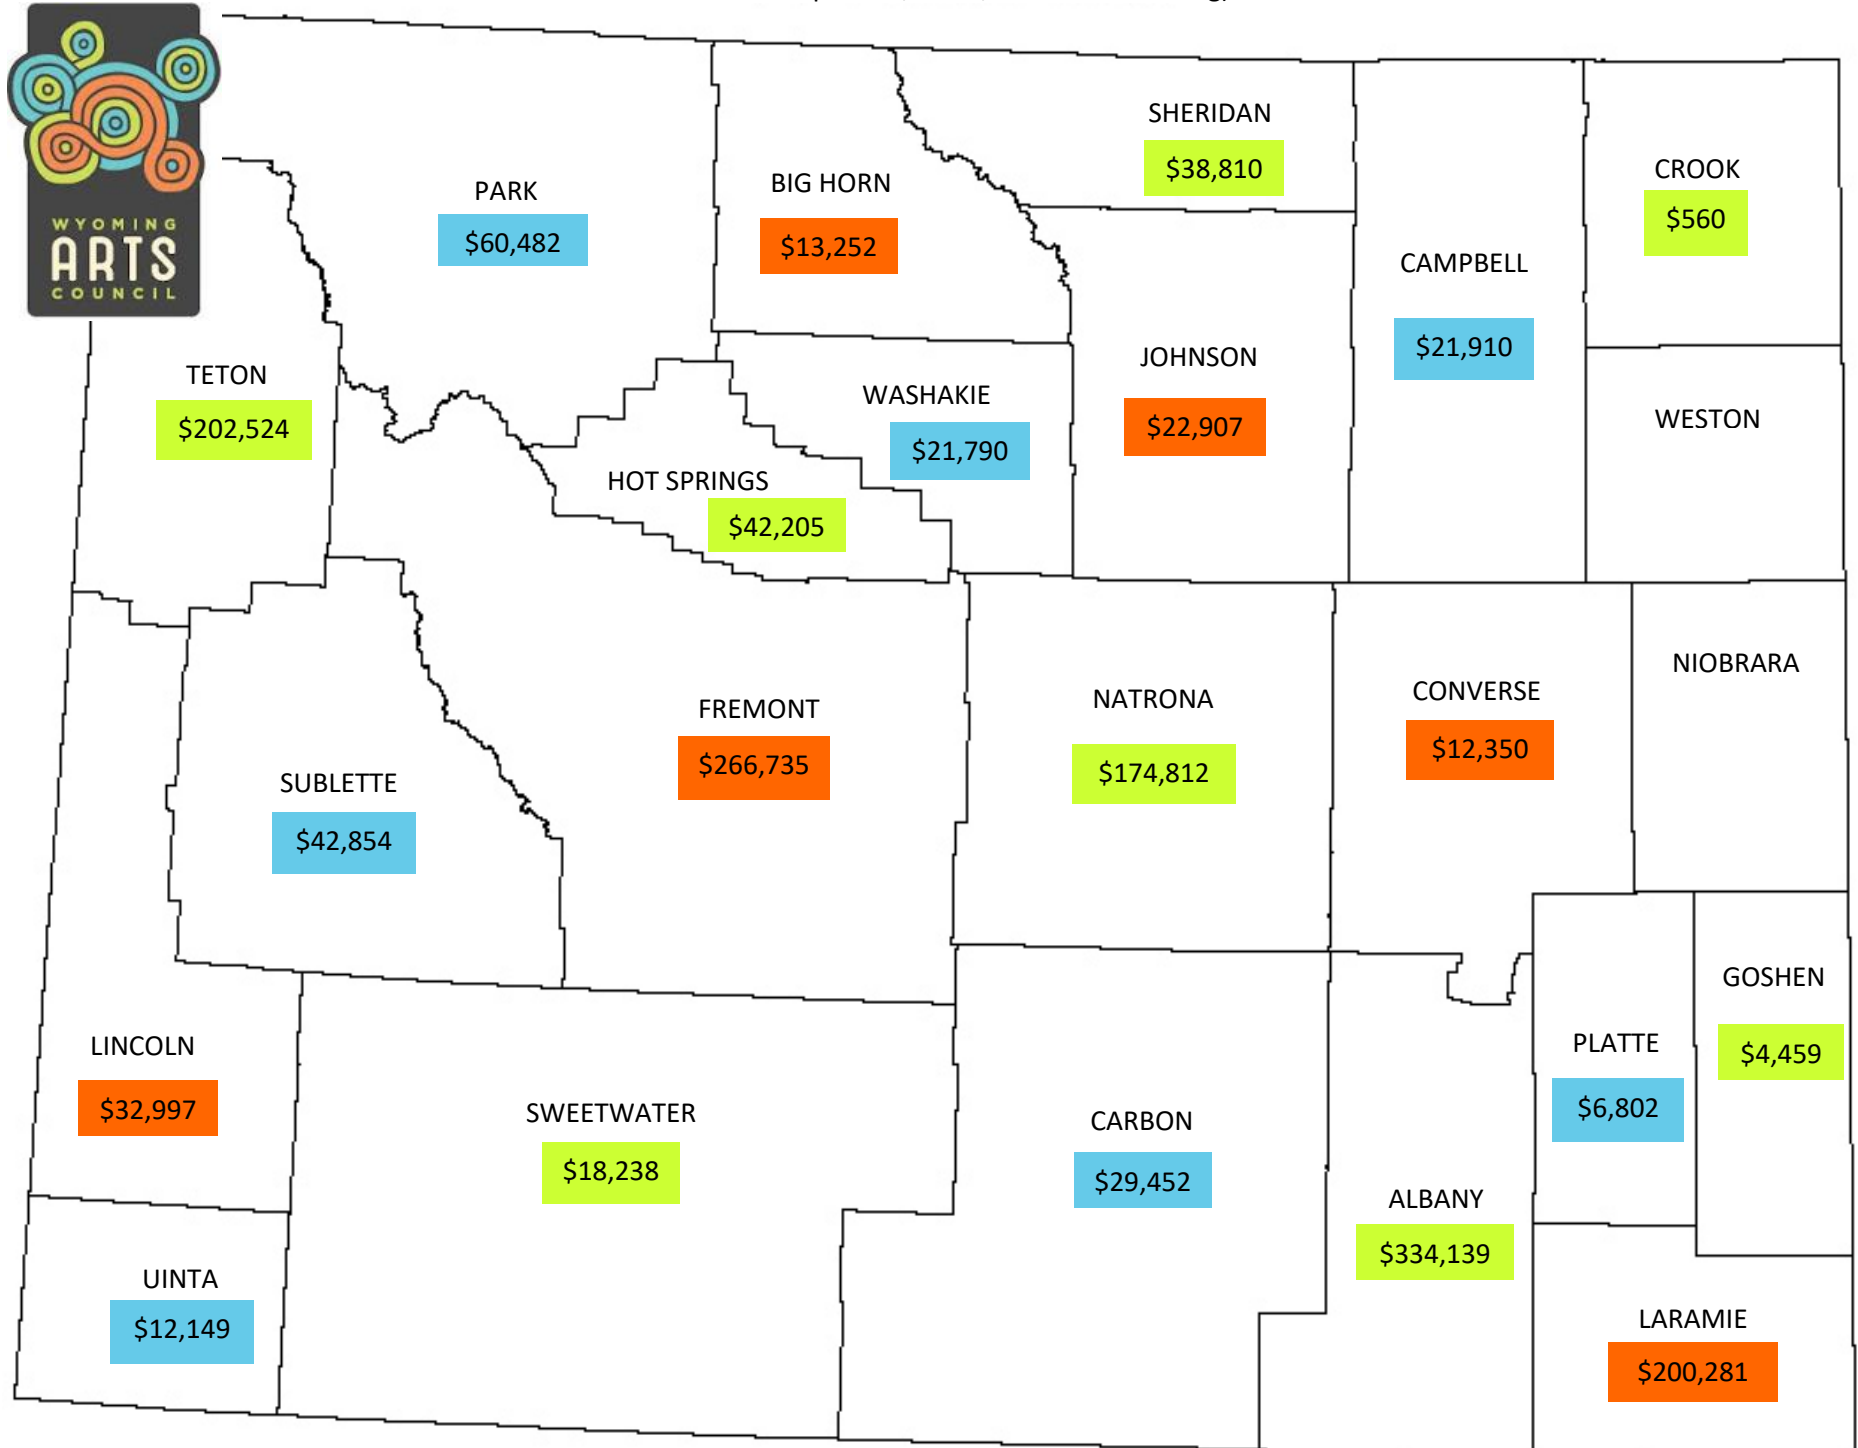 WYOMING
ARTS
COUNCIL
PARK
$60,482
BIG HORN
$13,252
SHERIDAN
$38,810
CAMPBELL
$21,910
CROOK
$560
TETON
$202,524
HOT SPRINGS
$42,205
WASHAKIE
$21,790
JOHNSON
$22,907
WESTON
SUBLETTE
$42,854
FREMONT
$266,735
NATRONA
$174,812
CONVERSE
$12,350
NIOBRARA
LINCOLN
$32,997
SWEETWATER
$18,238
CARBON
$29,452
ALBANY
$334,139
PLATTE
$6,802
GOSHEN
$4,459
UINTA
$12,149
LARAMIE
$200,281